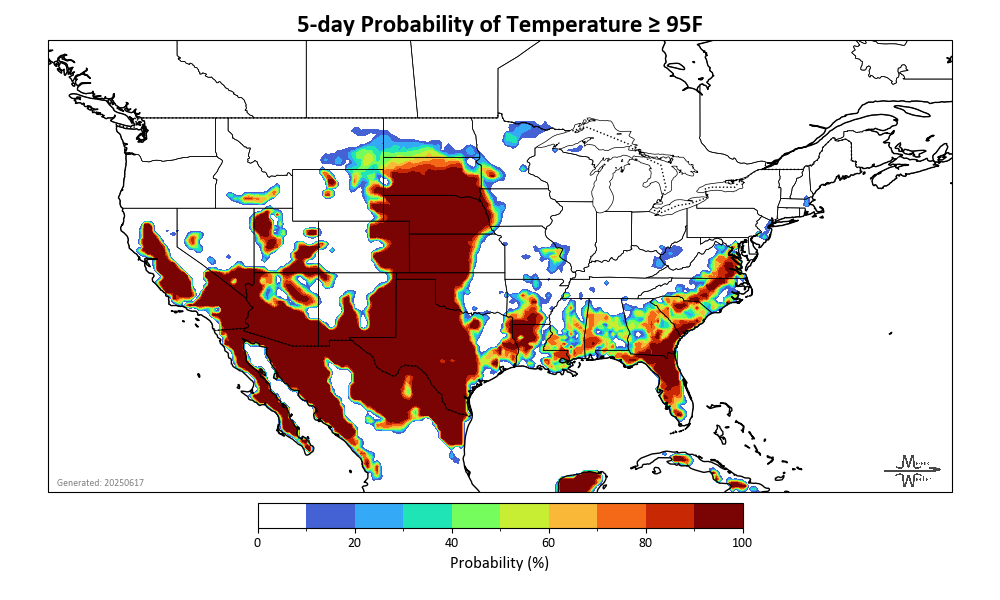 5-day Probability of Temperature ≥ 95F
Generated: 20250617
0 20 40 60 80 100
Probability (%)